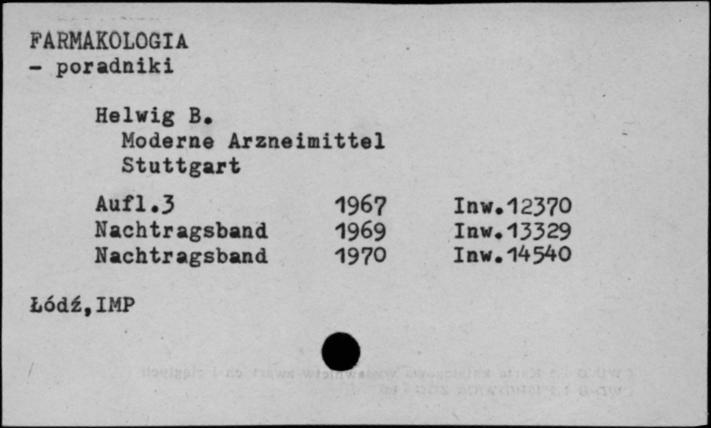 FARMAKOLOGIA
- poradniki
Helwig B.
Moderne Arzneimittel
Stuttgart
Aufl.3 1967 Inw.12370
Nachtragsband 1969 Inw.13329
Nachtragsband 1970 Inw.14540
Łódź,IMP